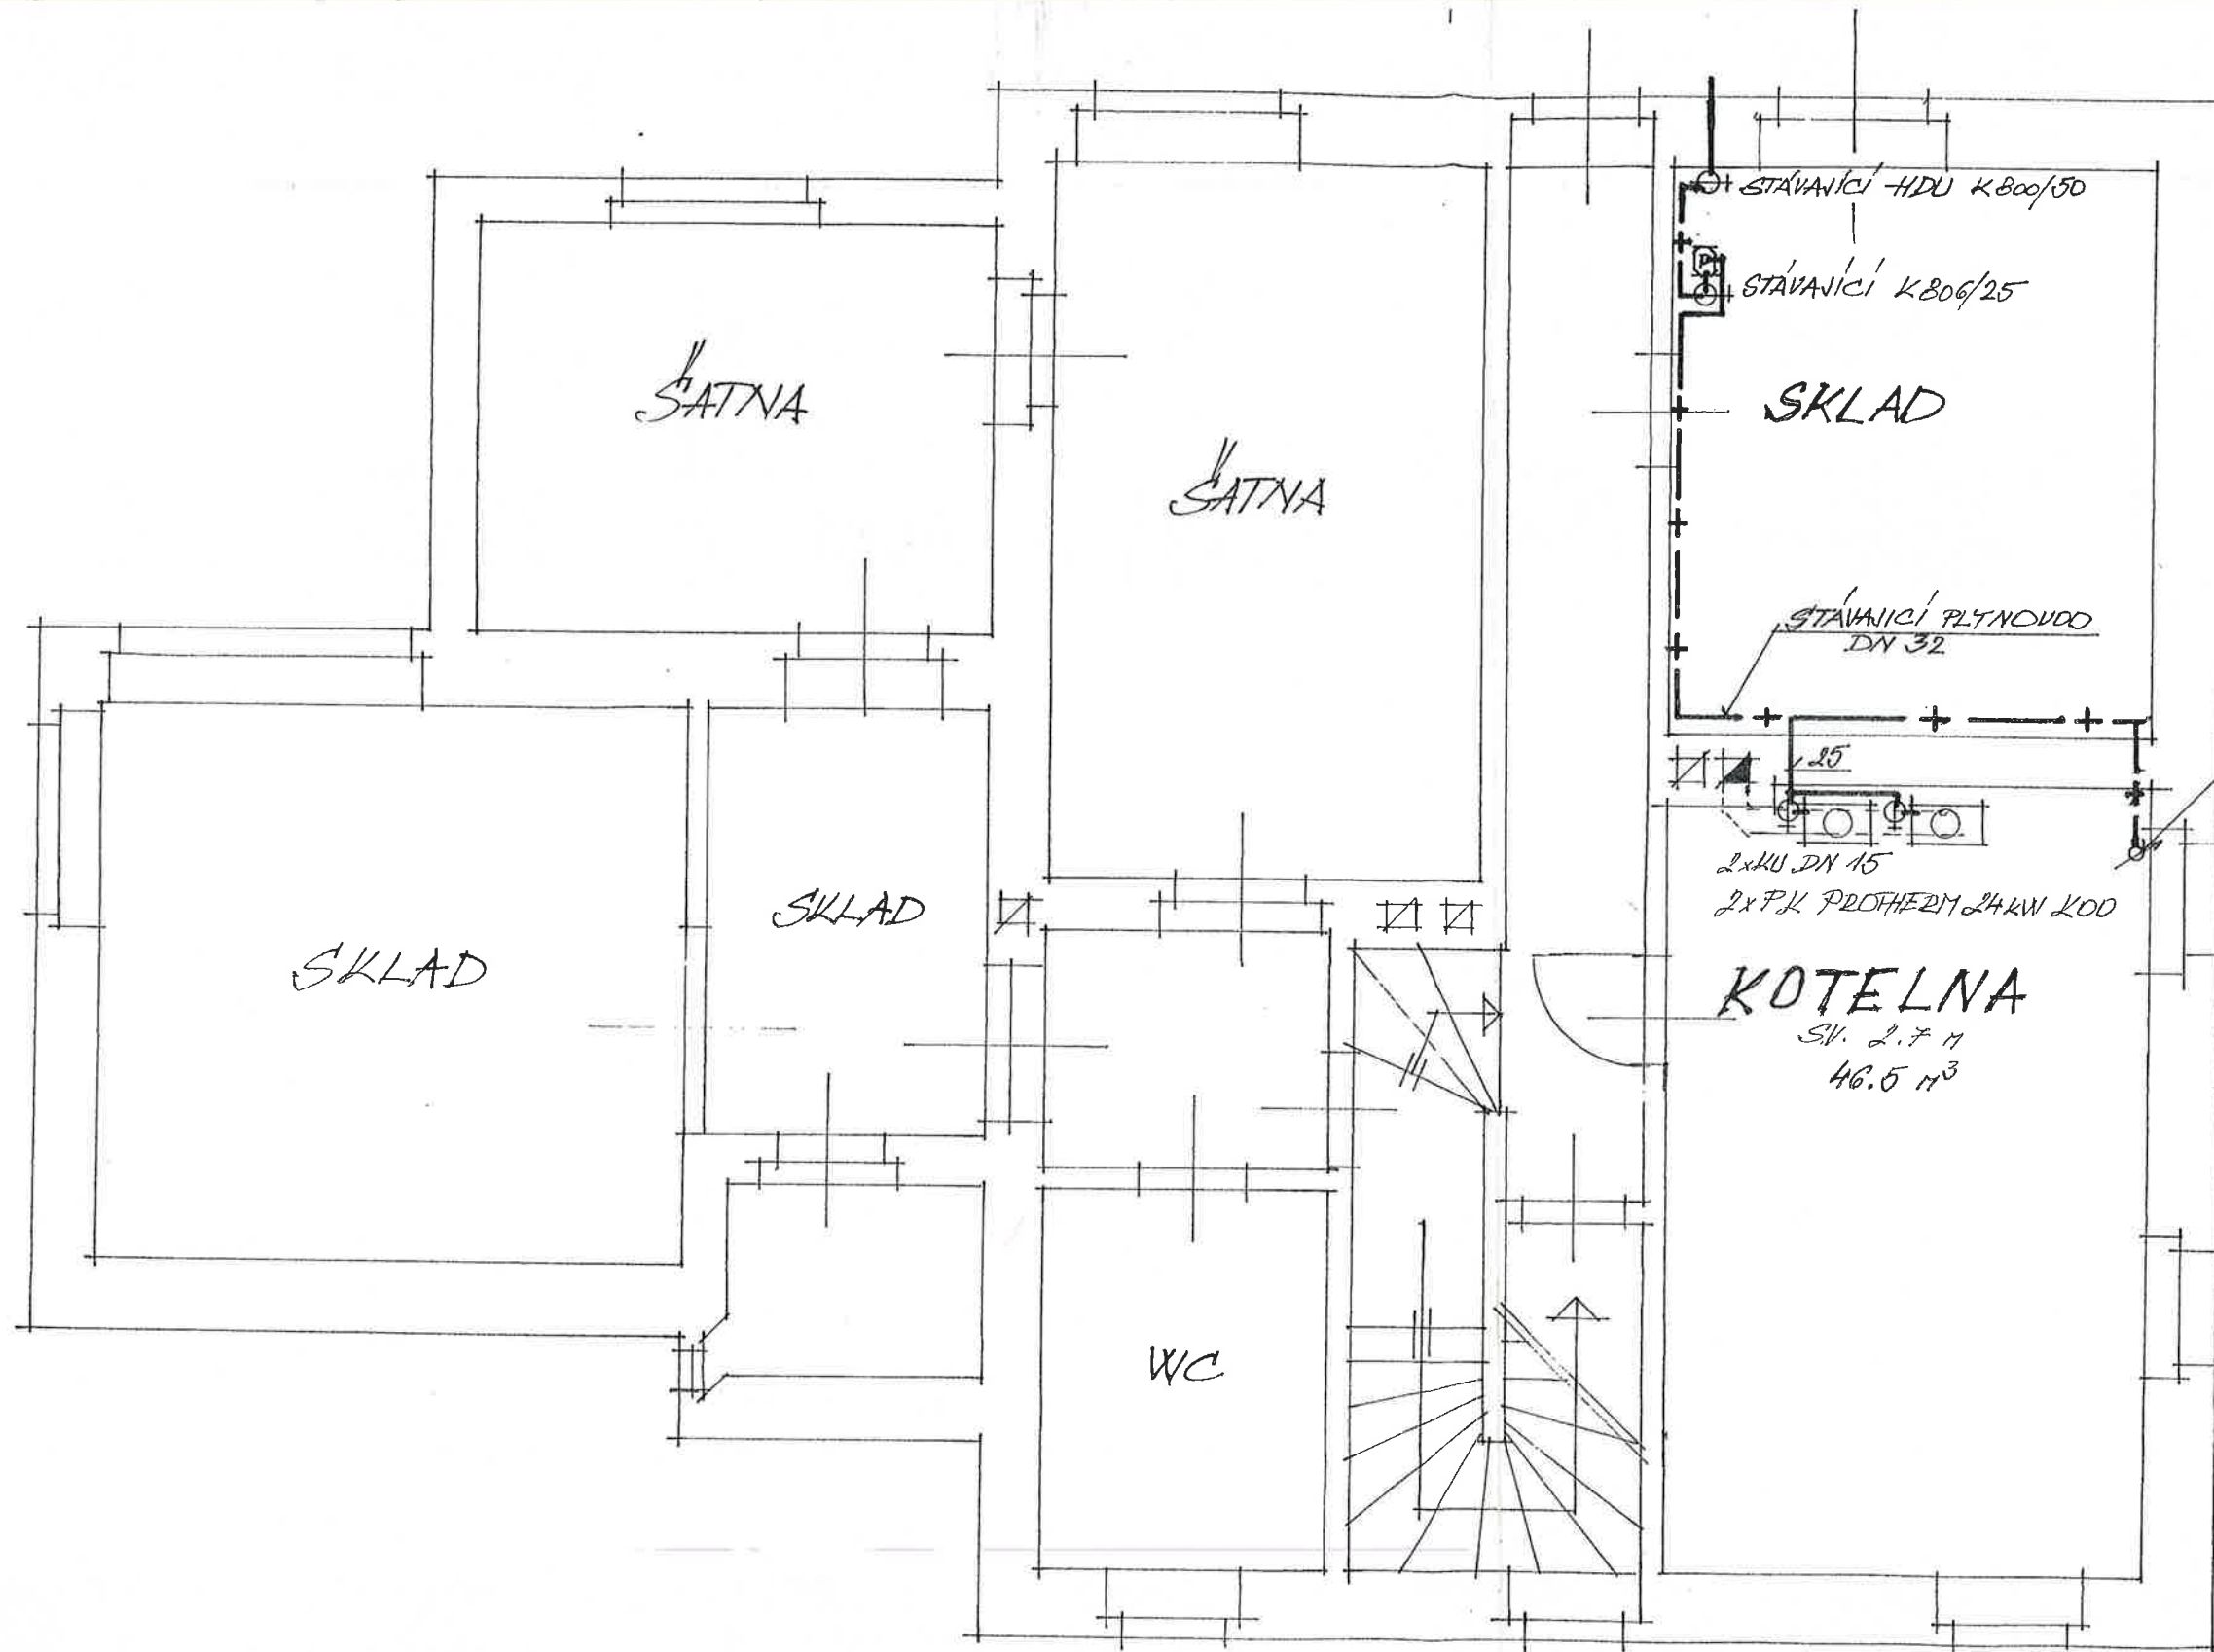 STÁVAJÍCÍ HDU K800/50
P
STÁVAJÍCÍ K806/25
ŠATNA
SKLAD
ŠATNA
STÁVAJÍCÍ PLYNOVOD
DN 32
25
2xKU DN 15
2xPK PROTHERM 24KW KOO
SKLAD
SKLAD
KOTELNA
SV. 2.7 M
46.5 M³
WC